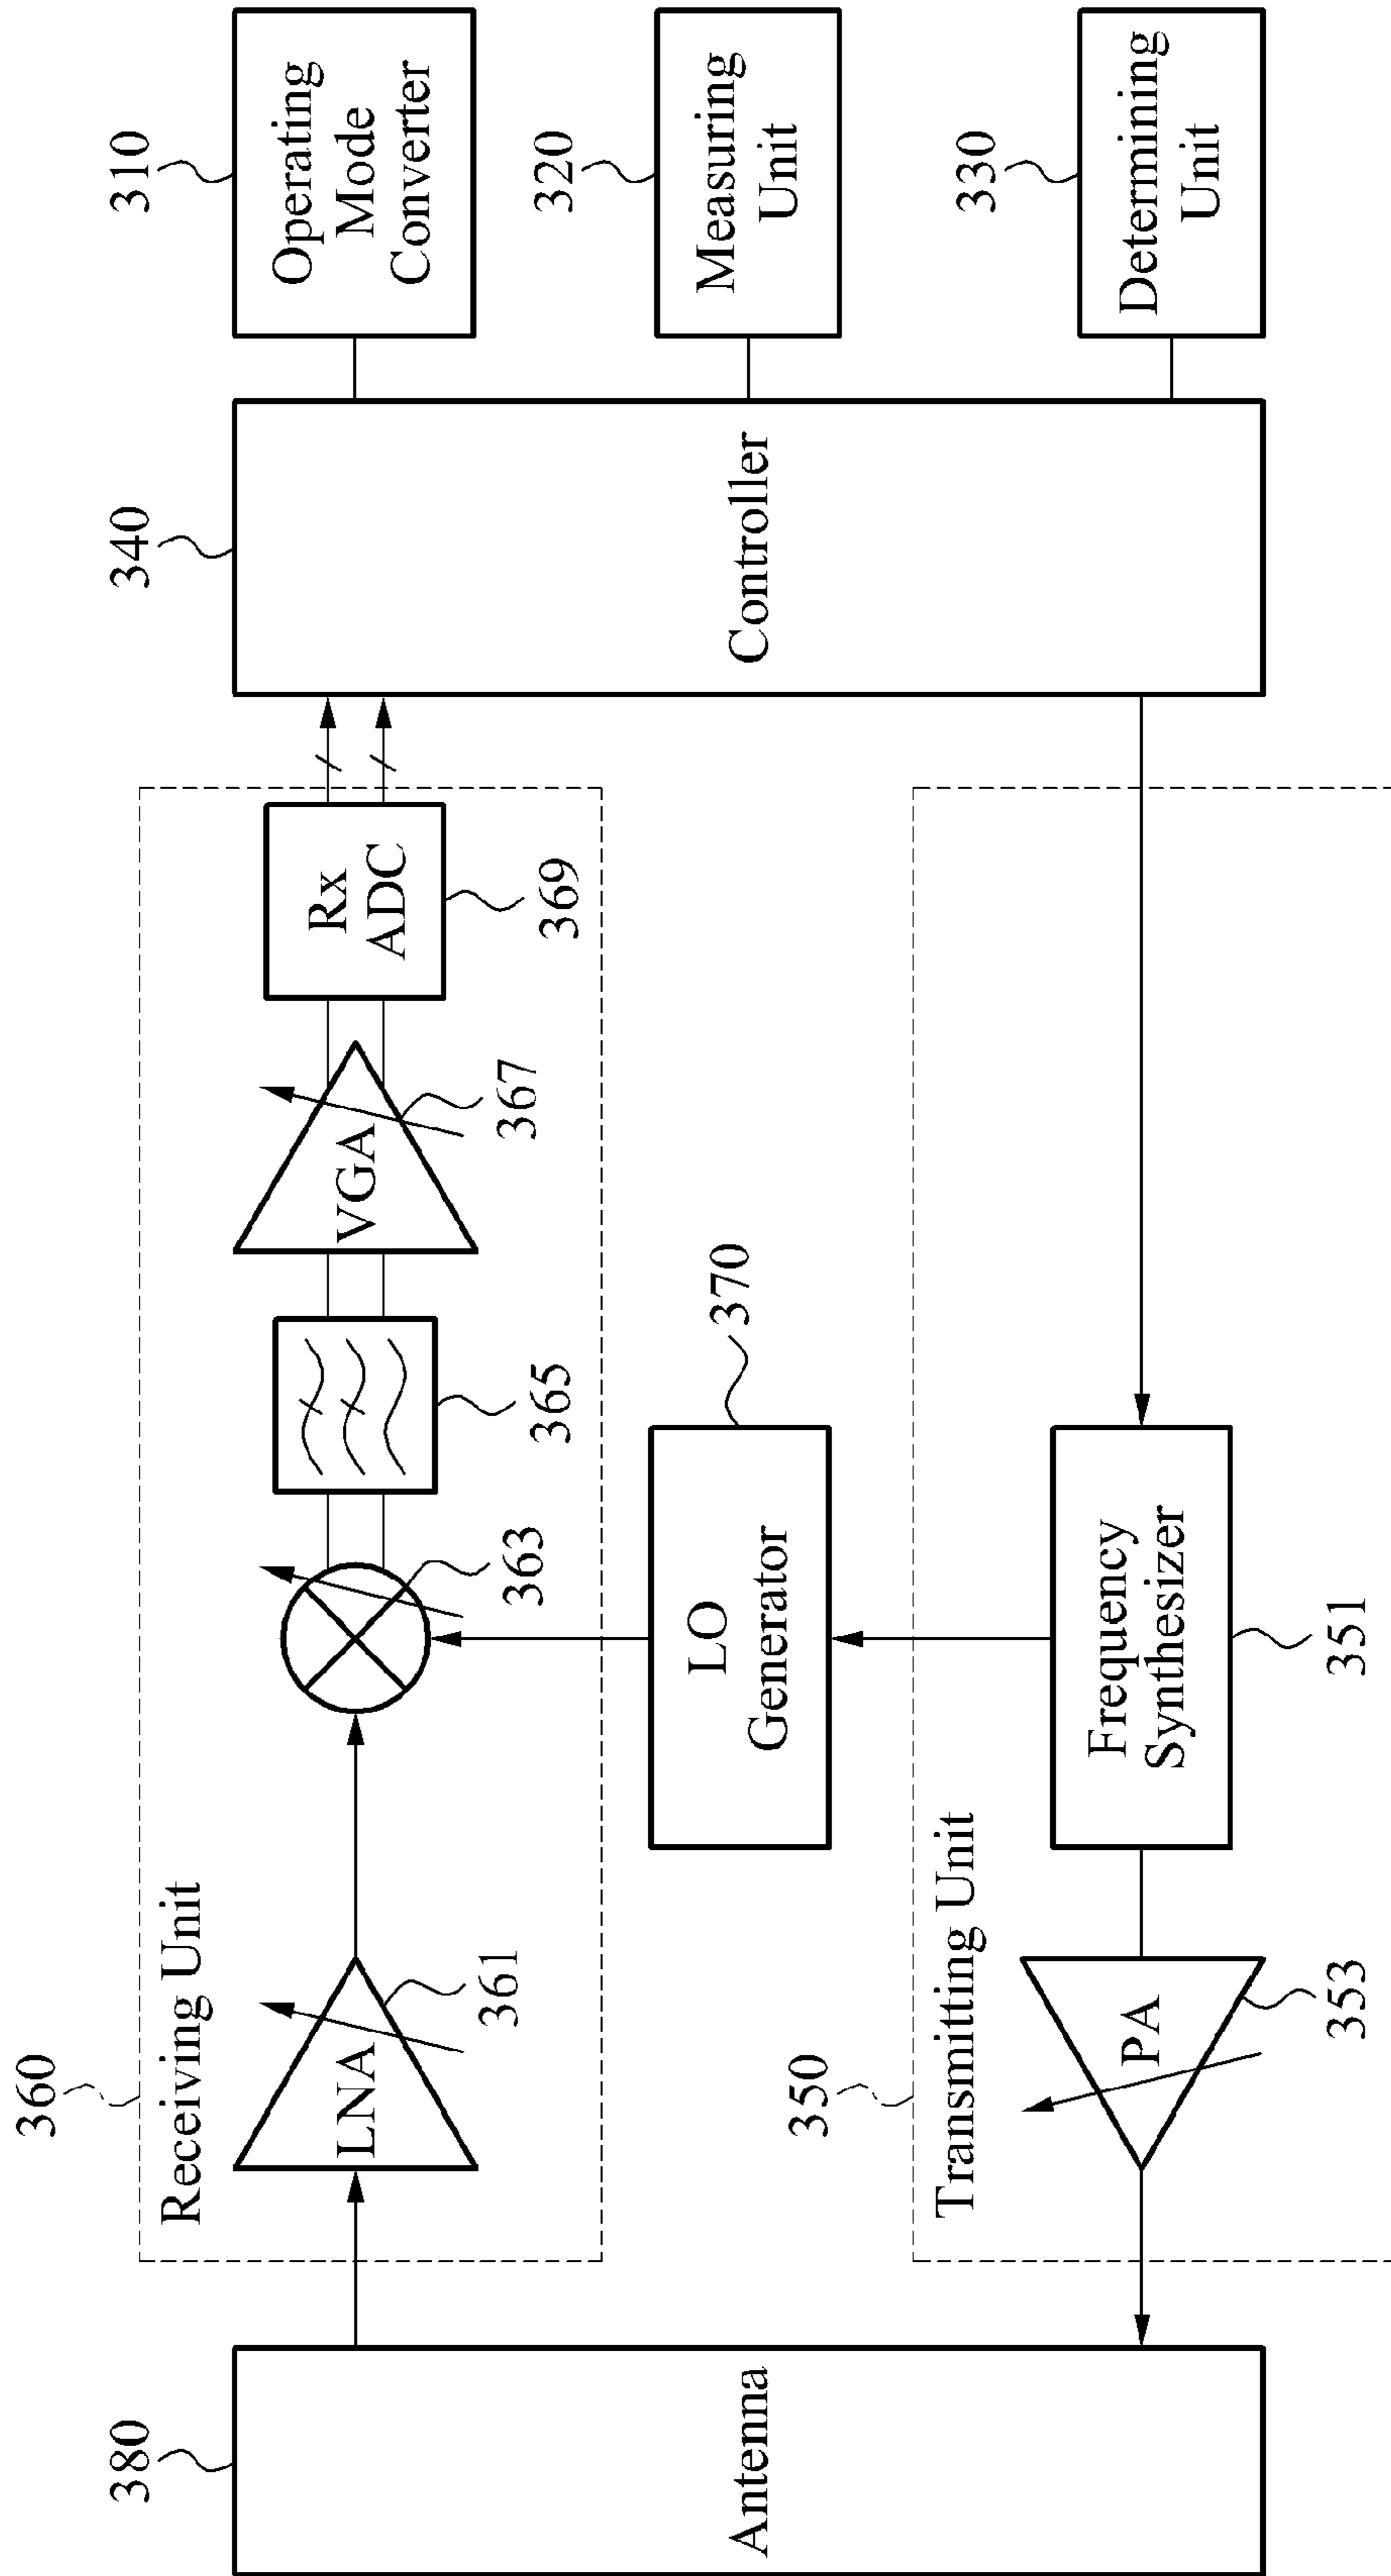 380
Antenna
360
Receiving Unit
LNA
361
363
365
VGA
367
Rx
ADC
369
LO
Generator
370
350
Transmitting Unit
PA
353
Frequency
Synthesizer
351
340
Controller
310
Operating
Mode
Converter
320
Measuring
Unit
330
Determining
Unit